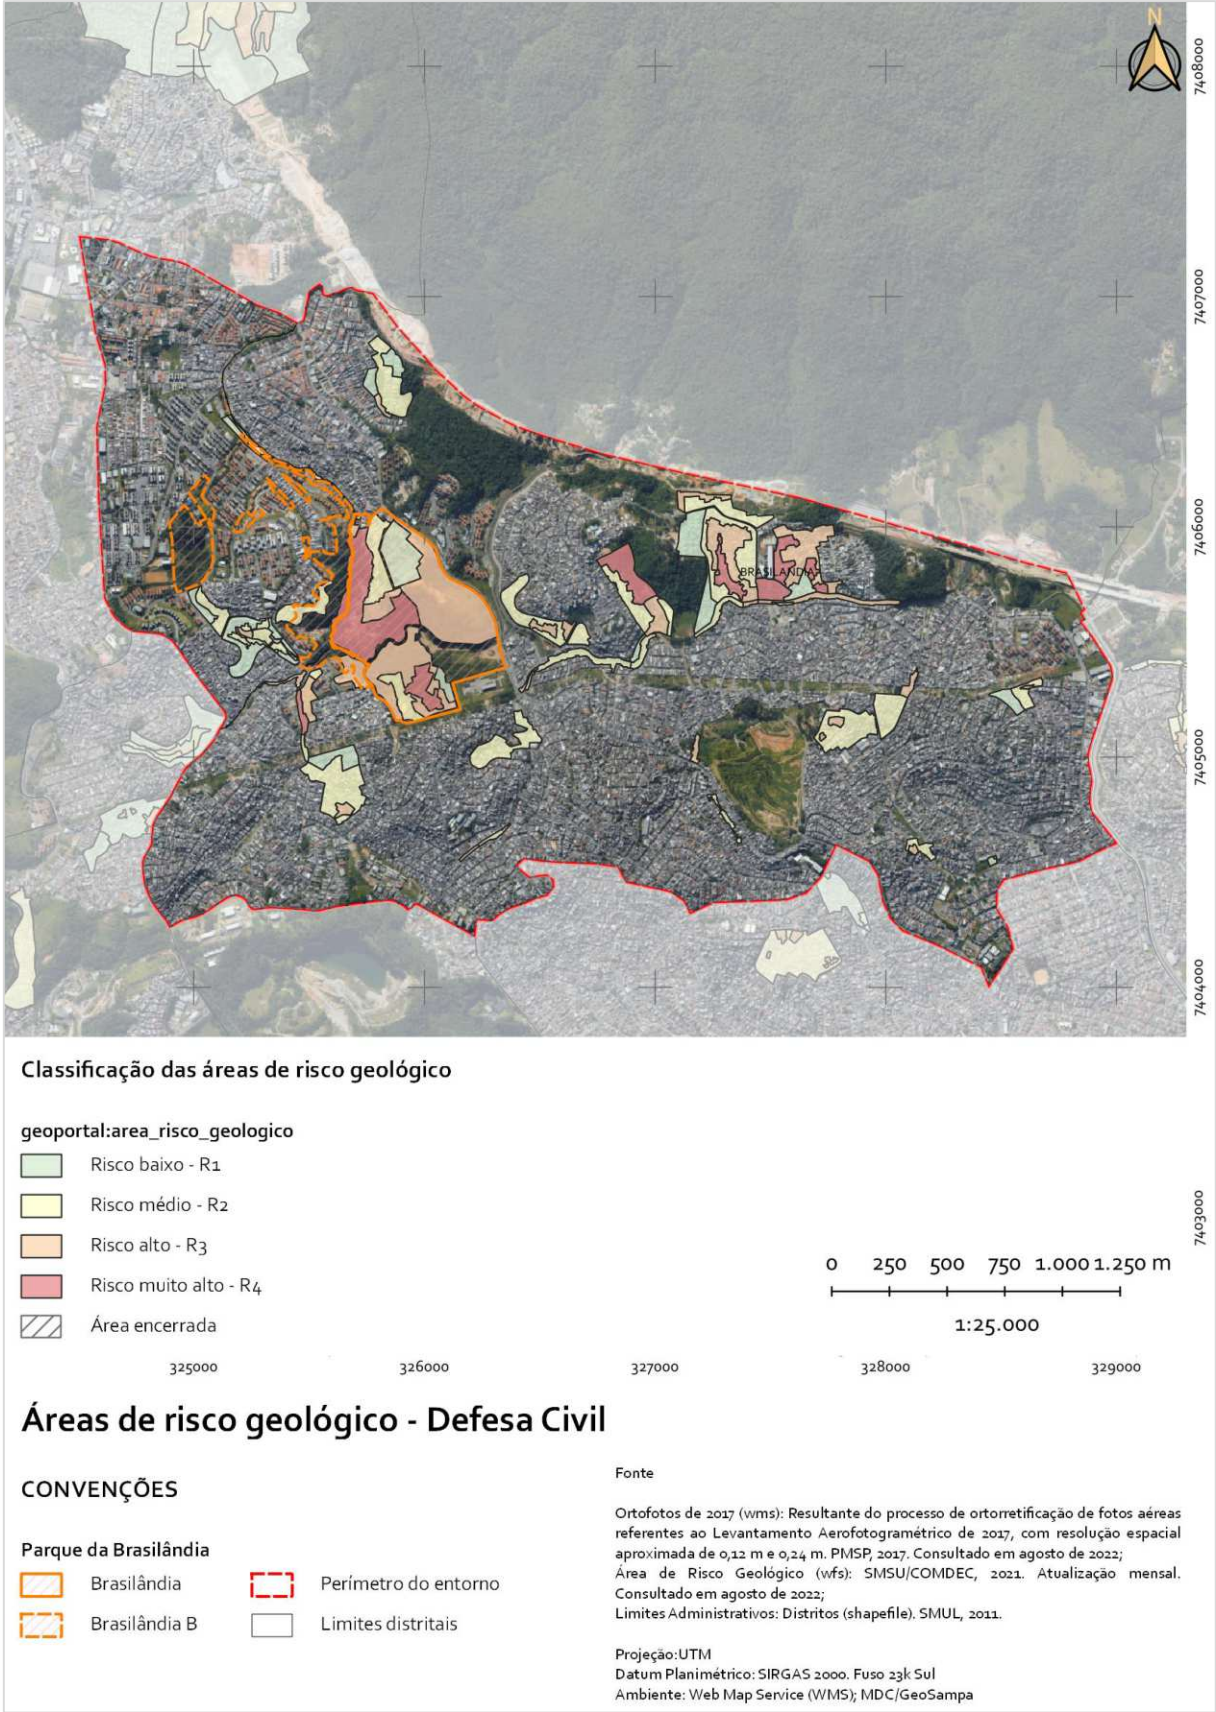 N
7408000
7407000
7406000
BRASILANDIA
7405000
7404000
Classificação das áreas de risco geológico
geoportal:area_risco_geologico
Risco baixo - R1
Risco médio - R2
Risco alto - R3
Risco muito alto - R4
Área encerrada
7403000
0 250 500 750 1.000 1.250 m
1:25.000
325000 326000 327000 328000 329000
Áreas de risco geológico - Defesa Civil
CONVENÇÕES
Parque da Brasilândia
Brasilândia
Brasilândia B
Perímetro do entorno
Limites distritais
Fonte
Ortofotos de 2017 (wms): Resultante do processo de ortorretificação de fotos aéreas
referentes ao Levantamento Aerofotogramétrico de 2017, com resolução espacial
aproximada de 0,12 m e 0,24 m. PMSP, 2017. Consultado em agosto de 2022;
Área de Risco Geológico (wfs): SMSU/COMDEC, 2021. Atualização mensal.
Consultado em agosto de 2022;
Limites Administrativos: Distritos (shapefile). SMUL, 2011.
Projeção:UTM
Datum Planimétrico: SIRGAS 2000. Fuso 23k Sul
Ambiente: Web Map Service (WMS); MDC/GeoSampa